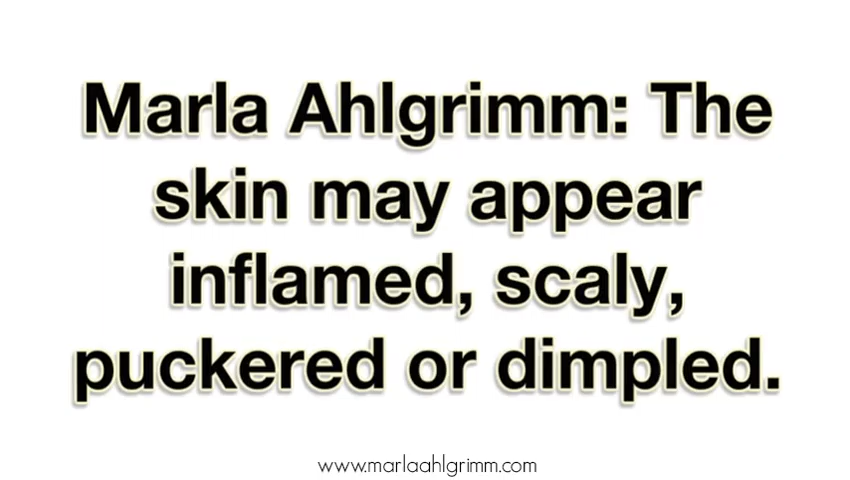 Marla Ahlgrimm: The
skin may appear
inflamed, scaly,
puckered or dimpled.
www.marlaahlgrimm.com